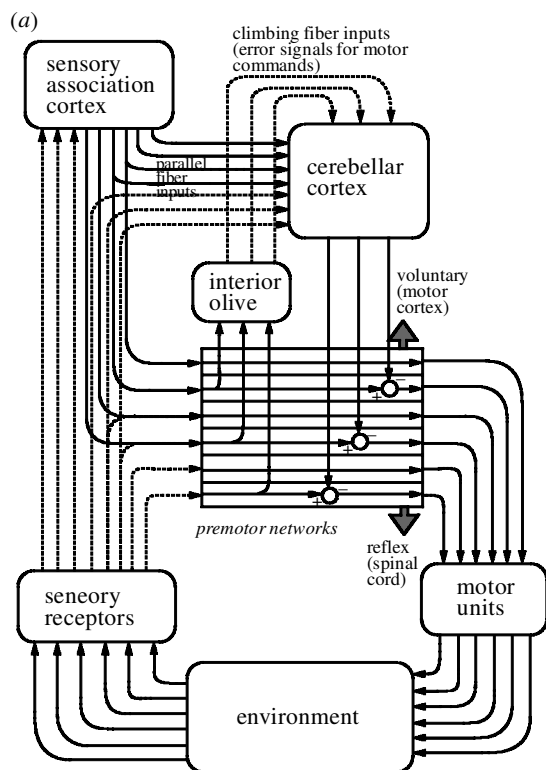 (a)
climbing fiber inputs
(error signals for motor
commands)
sensory
association
cortex
parallel
fiber
inputs
cerebellar
cortex
interior
olive
voluntary
(motor
cortex)
−
+
−
+
−
+
premotor networks
reflex
(spinal
cord)
seneory
receptors
motor
units
environment